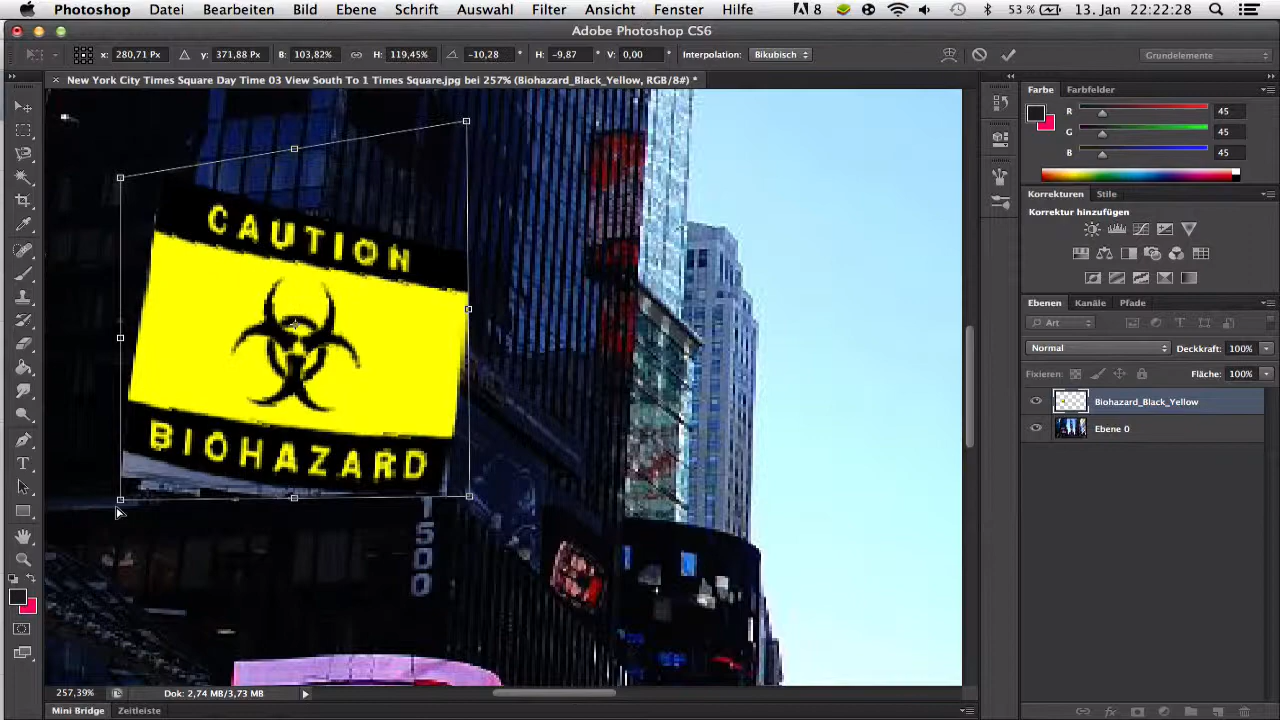 Photoshop Datei Bearbeiten Bild Ebene Schrift Auswahl Filter Ansicht Fenster Hilfe 8 53 % 13. Jan 22:22:28
Adobe Photoshop CS6
x: 280,71 Px y: 371,88 Px B: 103,82% H: 119,45% -10,28 ° H: -9,87 ° V: 0,00 ° Interpolation: Bikubisch Grundelemente
× New York City Times Square Day Time 03 View South To 1 Times Square.jpg bei 257% (Biohazard_Black_Yellow, RGB/8#) *
Farbe Farbfelder
R 45
G 45
B 45
Korrekturen Stile
Korrektur hinzufügen
CAUTION
BIOHAZARD
1500
Ebenen Kanäle Pfade
Art
Normal Deckkraft: 100%
Fixieren: Fläche: 100%
Biohazard_Black_Yellow
Ebene 0
257,39% Dok: 2,74 MB/3,73 MB
Mini Bridge Zeitleiste